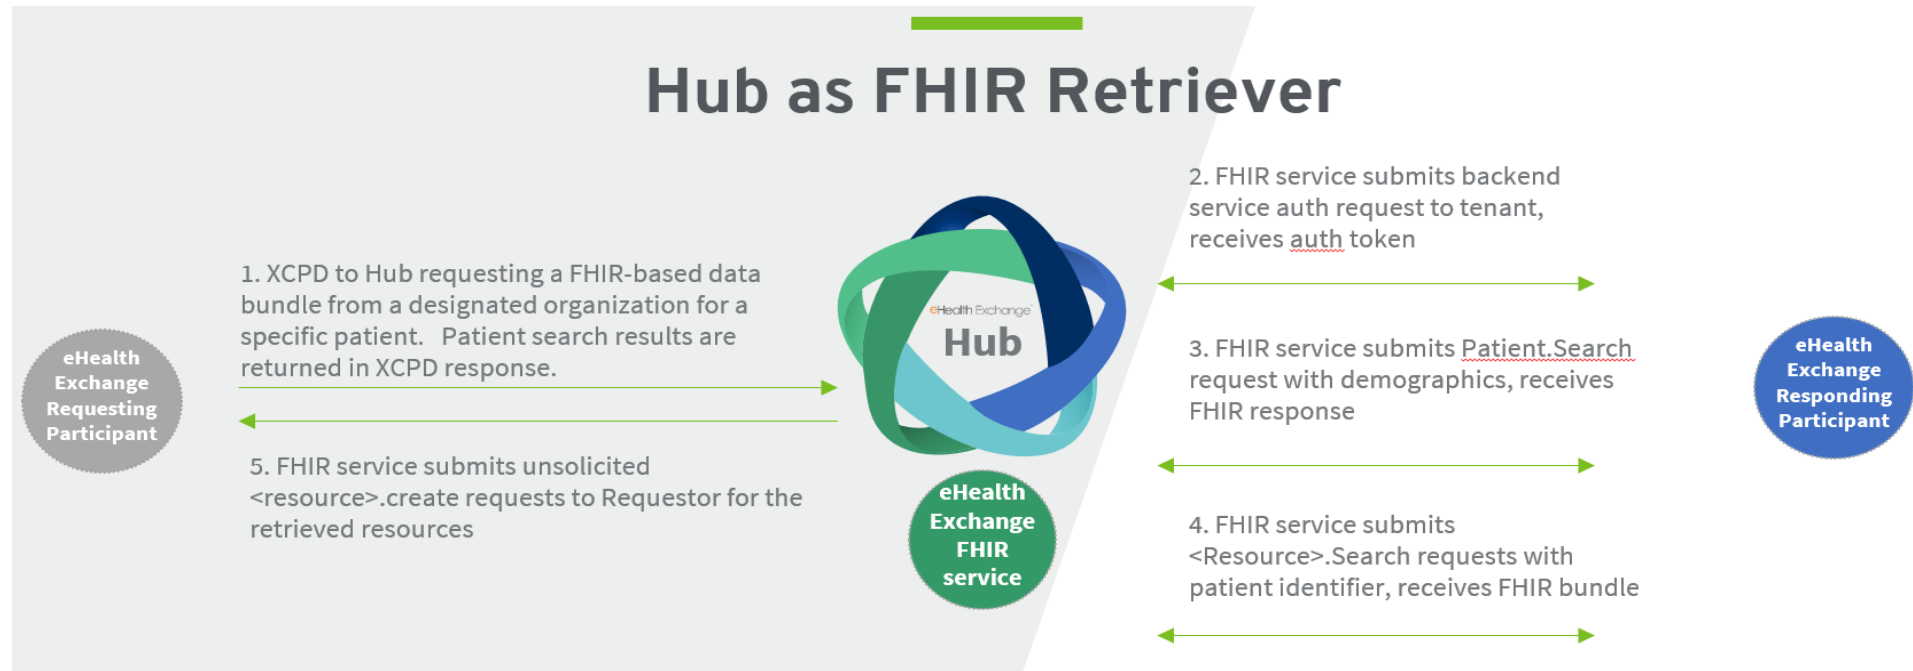 Hub as FHIR Retriever
1. XCPD to Hub requesting a FHIR-based data
bundle from a designated organization for a
specific patient.   Patient search results are
returned in XCPD response.
5. FHIR service submits unsolicited
<resource>.create requests to Requestor for the
retrieved resources
eHealth
Exchange
Requesting
Participant
eHealth Exchange
Hub
eHealth
Exchange
FHIR
service
2. FHIR service submits backend
service auth request to tenant,
receives auth token
3. FHIR service submits Patient.Search
request with demographics, receives
FHIR response
4. FHIR service submits
<Resource>.Search requests with
patient identifier, receives FHIR bundle
eHealth
Exchange
Responding
Participant